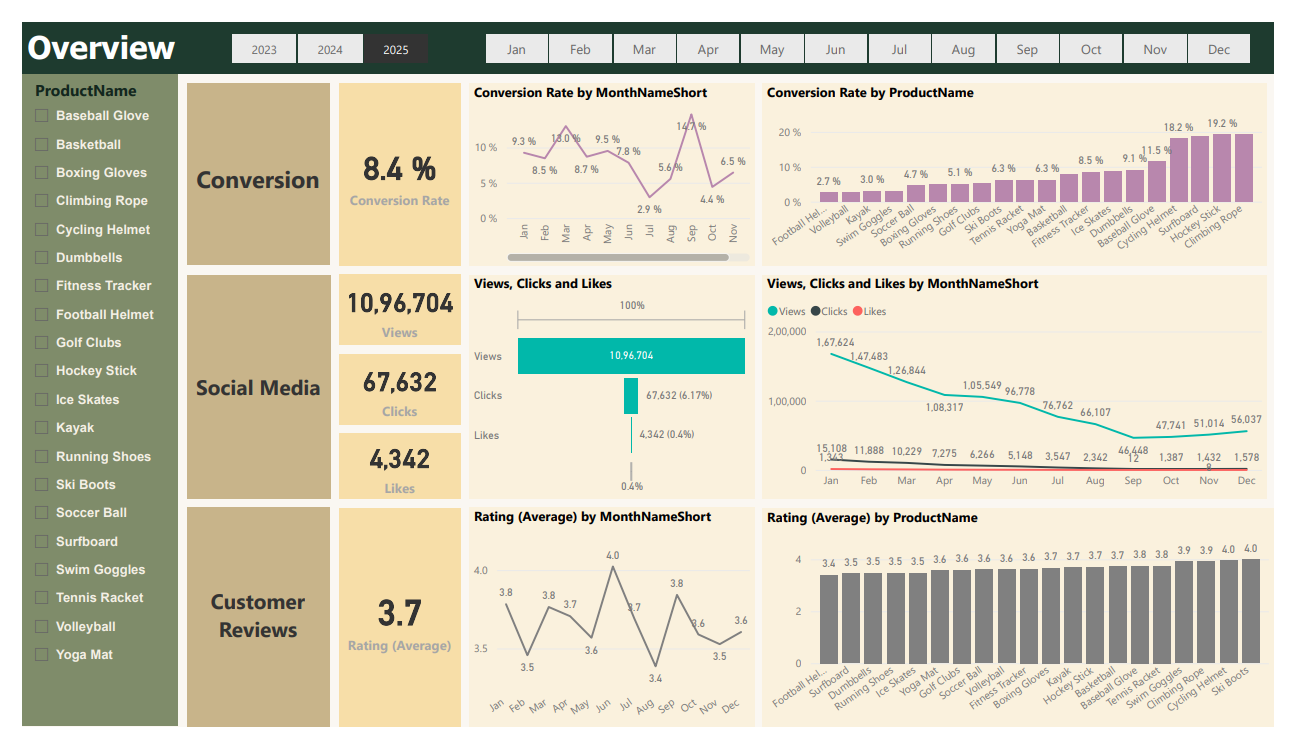 Overview
2023 2024 2025
Jan Feb Mar Apr May Jun Jul Aug Sep Oct Nov Dec
ProductName
Baseball Glove
Basketball
Boxing Gloves
Climbing Rope
Cycling Helmet
Dumbbells
Fitness Tracker
Football Helmet
Golf Clubs
Hockey Stick
Ice Skates
Kayak
Running Shoes
Ski Boots
Soccer Ball
Surfboard
Swim Goggles
Tennis Racket
Volleyball
Yoga Mat
Conversion
8.4 %
Conversion Rate
Conversion Rate by MonthNameShort
10 %
5 %
0 %
9.3 % 8.5 % 13.0 % 8.7 % 9.5 % 7.8 % 2.9 % 5.6 % 14.7 % 4.4 % 6.5 %
Jan Feb Mar Apr May Jun Jul Aug Sep Oct Nov
Conversion Rate by ProductName
20 %
10 %
0 %
2.7 % 3.0 % 4.7 % 5.1 % 6.3 % 6.3 % 8.5 % 9.1 % 11.5 % 18.2 % 19.2 %
Football Hel... Volleyball Kayak Swim Goggles Soccer Ball Boxing Gloves Running Shoes Golf Clubs Ski Boots Tennis Racket Yoga Mat Basketball Fitness Tracker Ice Skates Dumbbells Baseball Glove Cycling Helmet Surfboard Hockey Stick Climbing Rope
Social Media
10,96,704
Views
67,632
Clicks
4,342
Likes
Views, Clicks and Likes
100%
Views 10,96,704
Clicks 67,632 (6.17%)
Likes 4,342 (0.4%)
0.4%
Views, Clicks and Likes by MonthNameShort
Views Clicks Likes
2,00,000
1,00,000
0
1,67,624 1,47,483 1,26,844 1,08,317 1,05,549 96,778 76,762 66,107 46,448 47,741 51,014 56,037
15,108 11,888 10,229 7,275 6,266 5,148 3,547 2,342 1,387 1,432 1,578
1,343 12 8
Jan Feb Mar Apr May Jun Jul Aug Sep Oct Nov Dec
Customer
Reviews
3.7
Rating (Average)
Rating (Average) by MonthNameShort
4.0
3.5
3.8 3.5 3.8 3.7 3.6 4.0 3.7 3.4 3.8 3.6 3.5 3.6
Jan Feb Mar Apr May Jun Jul Aug Sep Oct Nov Dec
Rating (Average) by ProductName
4
2
0
3.4 3.5 3.5 3.5 3.5 3.6 3.6 3.6 3.6 3.6 3.7 3.7 3.7 3.7 3.8 3.8 3.9 3.9 4.0 4.0
Football Hel... Surfboard Dumbbells Running Shoes Ice Skates Yoga Mat Golf Clubs Soccer Ball Volleyball Fitness Tracker Boxing Gloves Kayak Hockey Stick Basketball Baseball Glove Tennis Racket Swim Goggles Climbing Rope Cycling Helmet Ski Boots